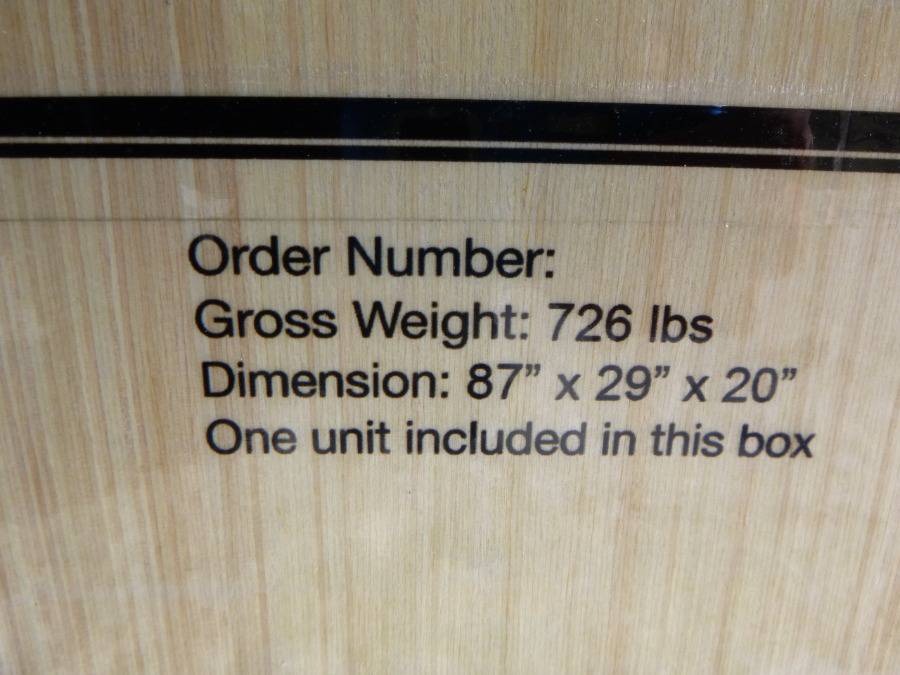 Order Number:
Gross Weight: 726 lbs
Dimension: 87” x 29” x 20”
One unit included in this box